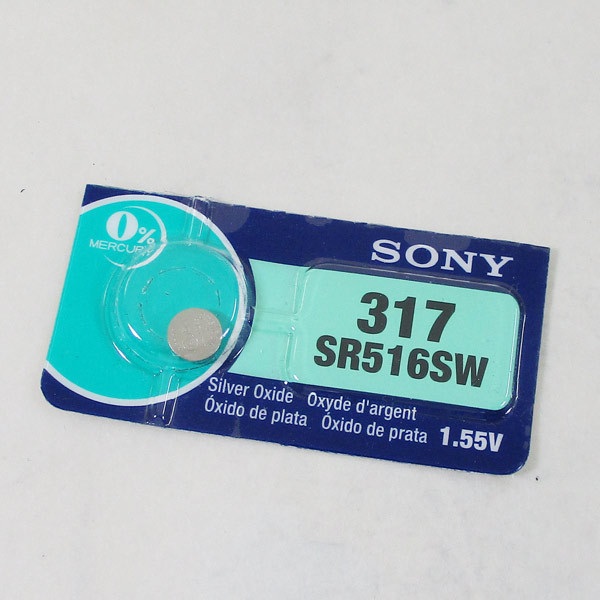 0%
MERCURY
SONY
317
SR516SW
Silver Oxide Oxyde d'argent
Óxido de plata Óxido de prata 1.55V